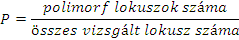 P = polimorf lokuszok száma
összes vizsgált lokusz száma